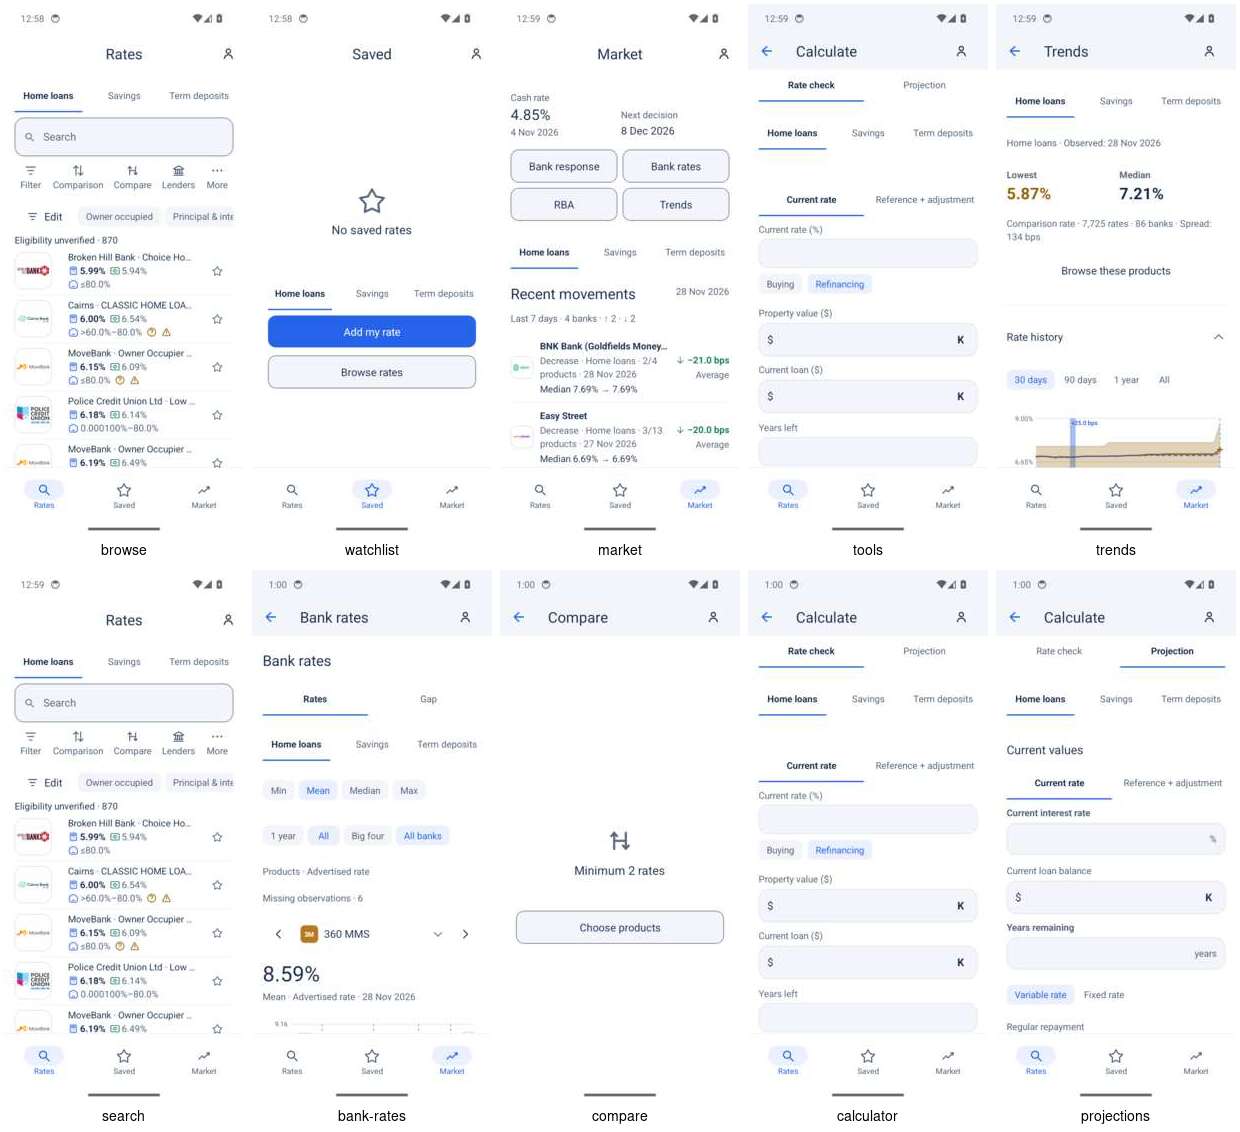 12:58
Rates
Home loans Savings Term deposits
Search
Filter Comparison Compare Lenders More
Edit Owner occupied Principal & inte
Eligibility unverified · 870
Broken Hill Bank · Choice Ho...
5.99% 5.94%
≤80.0%
Cairns · CLASSIC HOME LOA...
6.00% 6.54%
>60.0%–80.0%
MoveBank · Owner Occupier ...
6.15% 6.09%
≤80.0%
POLICE CREDIT UNION
Police Credit Union Ltd · Low ...
6.18% 6.14%
0.000100%–80.0%
MoveBank · Owner Occupier ...
6.19% 6.49%
Rates Saved Market
browse
12:58
Saved
No saved rates
Home loans Savings Term deposits
Add my rate
Browse rates
Rates Saved Market
watchlist
12:59
Market
Cash rate
4.85%
4 Nov 2026
Next decision
8 Dec 2026
Bank response Bank rates
RBA Trends
Home loans Savings Term deposits
Recent movements 28 Nov 2026
Last 7 days · 4 banks · ↑ 2 · ↓ 2
BNK Bank (Goldfields Money...
Decrease · Home loans · 2/4
products · 28 Nov 2026
Median 7.69% → 7.69%
↓ −21.0 bps
Average
Easy Street
Decrease · Home loans · 3/13
products · 27 Nov 2026
Median 6.69% → 6.69%
↓ −20.0 bps
Average
Rates Saved Market
market
12:59
Calculate
Rate check Projection
Home loans Savings Term deposits
Current rate Reference + adjustment
Current rate (%)
Buying Refinancing
Property value ($)
$ K
Current loan ($)
$ K
Years left
Rates Saved Market
tools
12:59
Trends
Home loans Savings Term deposits
Home loans · Observed: 28 Nov 2026
Lowest Median
5.87% 7.21%
Comparison rate · 7,725 rates · 86 banks · Spread:
134 bps
Browse these products
Rate history
30 days 90 days 1 year All
9.00%
+25.0 bps
6.65%
Rates Saved Market
trends
12:59
Rates
Home loans Savings Term deposits
Search
Filter Comparison Compare Lenders More
Edit Owner occupied Principal & inte
Eligibility unverified · 870
Broken Hill Bank · Choice Ho...
5.99% 5.94%
≤80.0%
Cairns · CLASSIC HOME LOA...
6.00% 6.54%
>60.0%–80.0%
MoveBank · Owner Occupier ...
6.15% 6.09%
≤80.0%
POLICE CREDIT UNION
Police Credit Union Ltd · Low ...
6.18% 6.14%
0.000100%–80.0%
MoveBank · Owner Occupier ...
6.19% 6.49%
Rates Saved Market
search
1:00
Bank rates
Bank rates
Rates Gap
Home loans Savings Term deposits
Min Mean Median Max
1 year All Big four All banks
Products · Advertised rate
Missing observations · 6
3M 360 MMS
8.59%
Mean · Advertised rate · 28 Nov 2026
9.16
Rates Saved Market
bank-rates
1:00
Compare
Minimum 2 rates
Choose products
compare
1:00
Calculate
Rate check Projection
Home loans Savings Term deposits
Current rate Reference + adjustment
Current rate (%)
Buying Refinancing
Property value ($)
$ K
Current loan ($)
$ K
Years left
Rates Saved Market
calculator
1:00
Calculate
Rate check Projection
Home loans Savings Term deposits
Current values
Current rate Reference + adjustment
Current interest rate
%
Current loan balance
$ K
Years remaining
years
Variable rate Fixed rate
Regular repayment
Rates Saved Market
projections